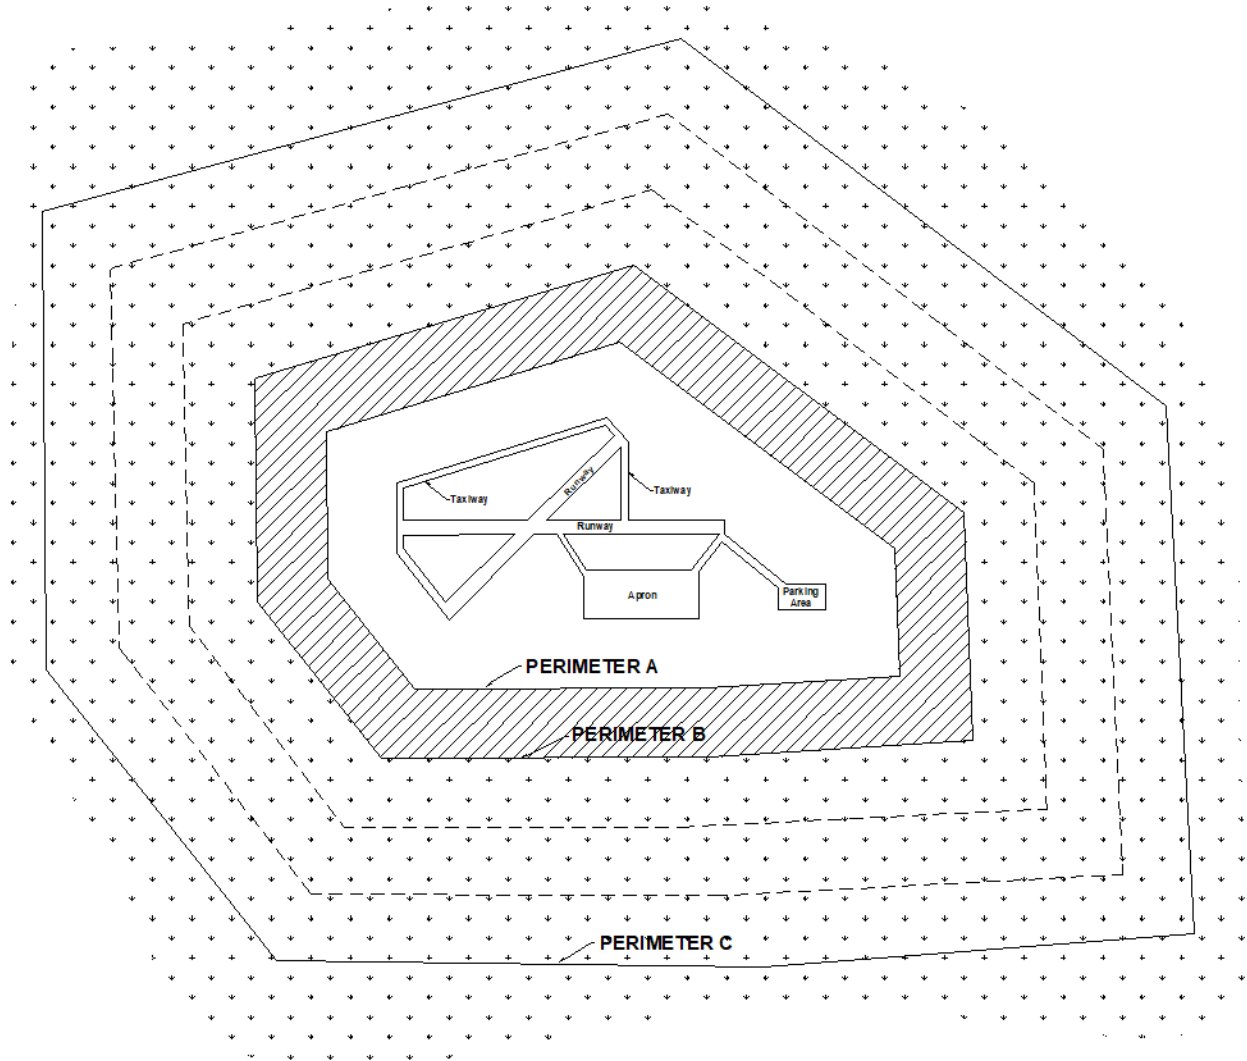 Runway
Taxiway
Taxiway
Runway
Apron
Parking
Area
PERIMETER A
PERIMETER B
PERIMETER C